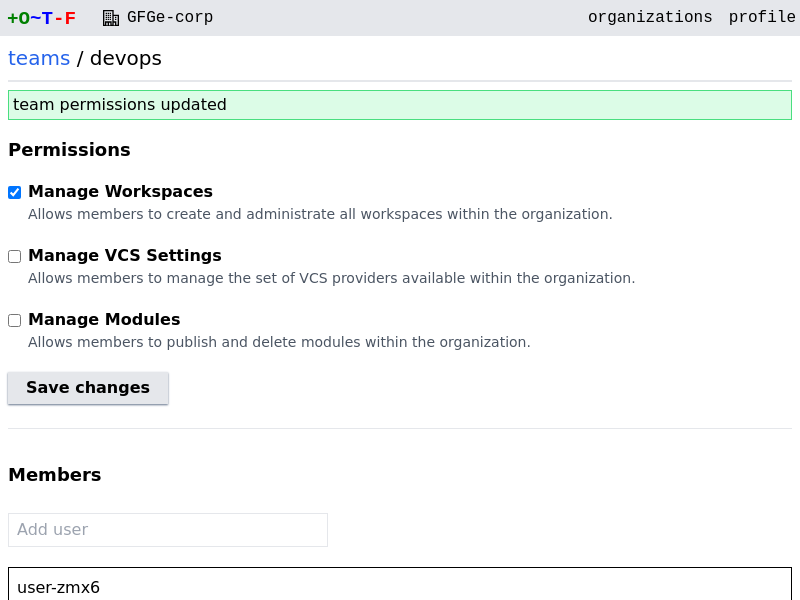 +O~T-F GFGe-corp organizations profile
teams / devops
team permissions updated
Permissions
Manage Workspaces
Allows members to create and administrate all workspaces within the organization.
Manage VCS Settings
Allows members to manage the set of VCS providers available within the organization.
Manage Modules
Allows members to publish and delete modules within the organization.
Save changes
Members
Add user
user-zmx6